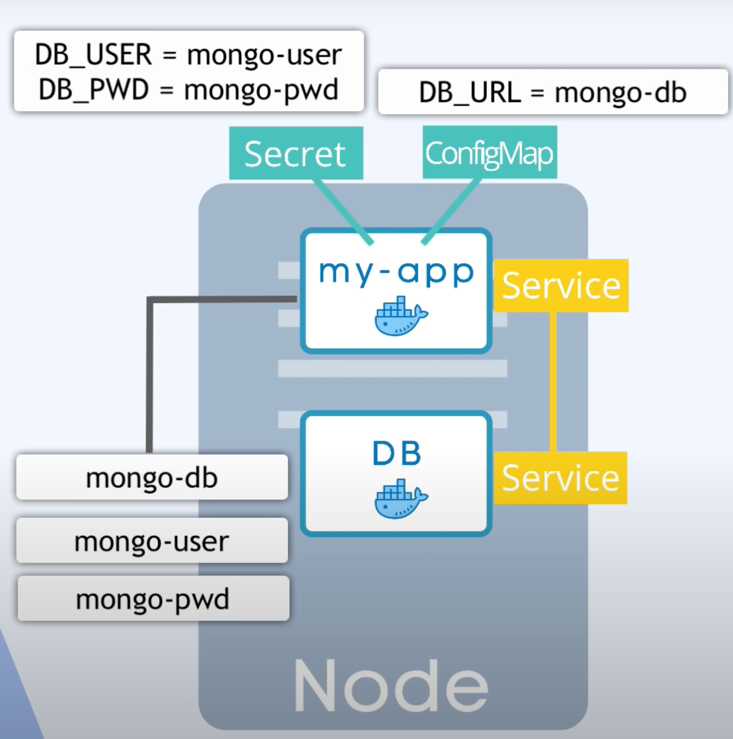 DB_USER = mongo-user
DB_PWD = mongo-pwd
DB_URL = mongo-db
Secret
ConfigMap
my-app
Service
DB
Service
mongo-db
mongo-user
mongo-pwd
Node